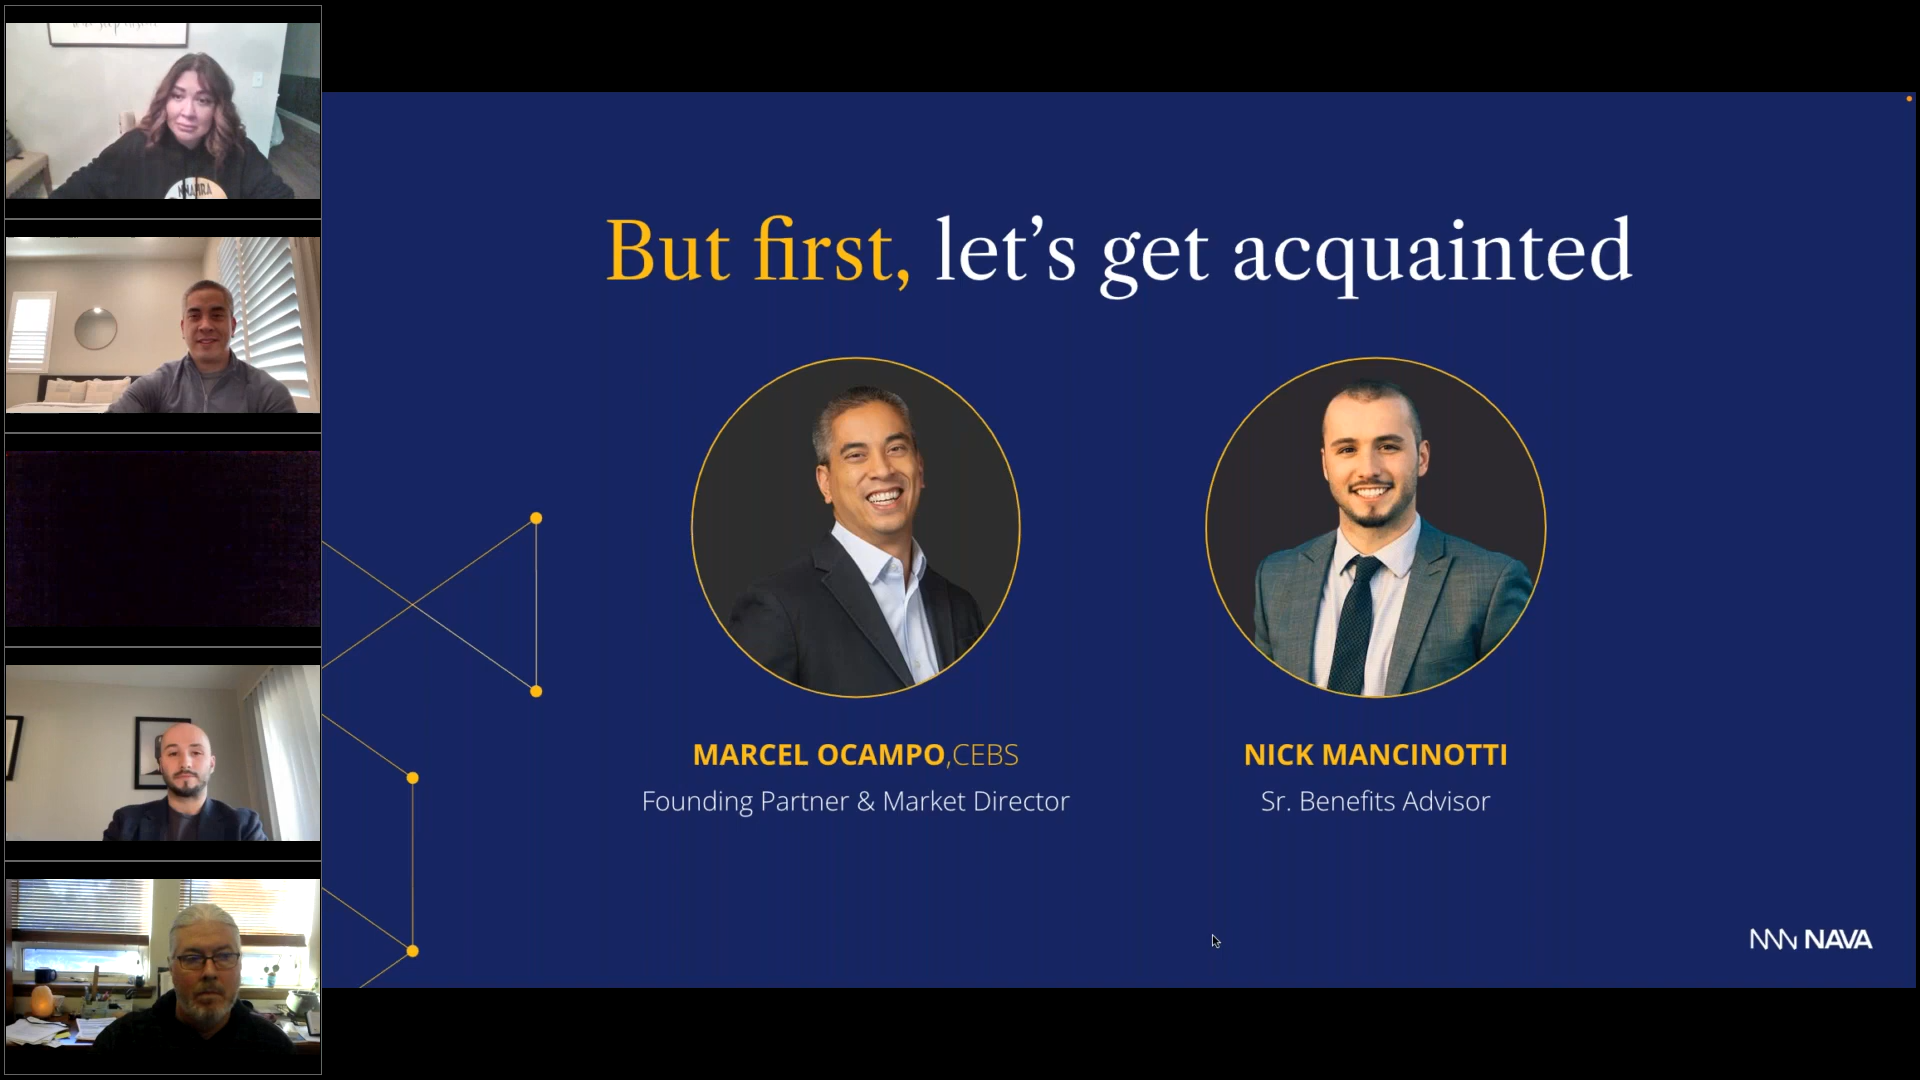 But first, let’s get acquainted
MARCEL OCAMPO,CEBS
Founding Partner & Market Director
NICK MANCINOTTI
Sr. Benefits Advisor
NAVA